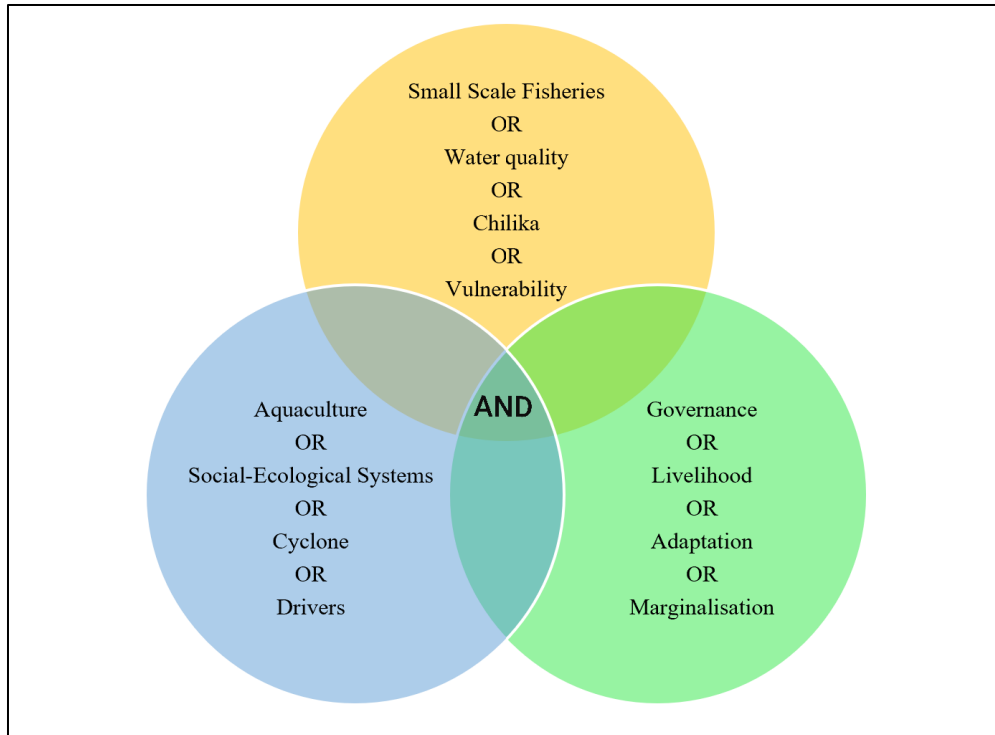 Small Scale Fisheries
OR
Water quality
OR
Chilika
OR
Vulnerability
AND
Aquaculture
OR
Social-Ecological Systems
OR
Cyclone
OR
Drivers
Governance
OR
Livelihood
OR
Adaptation
OR
Marginalisation